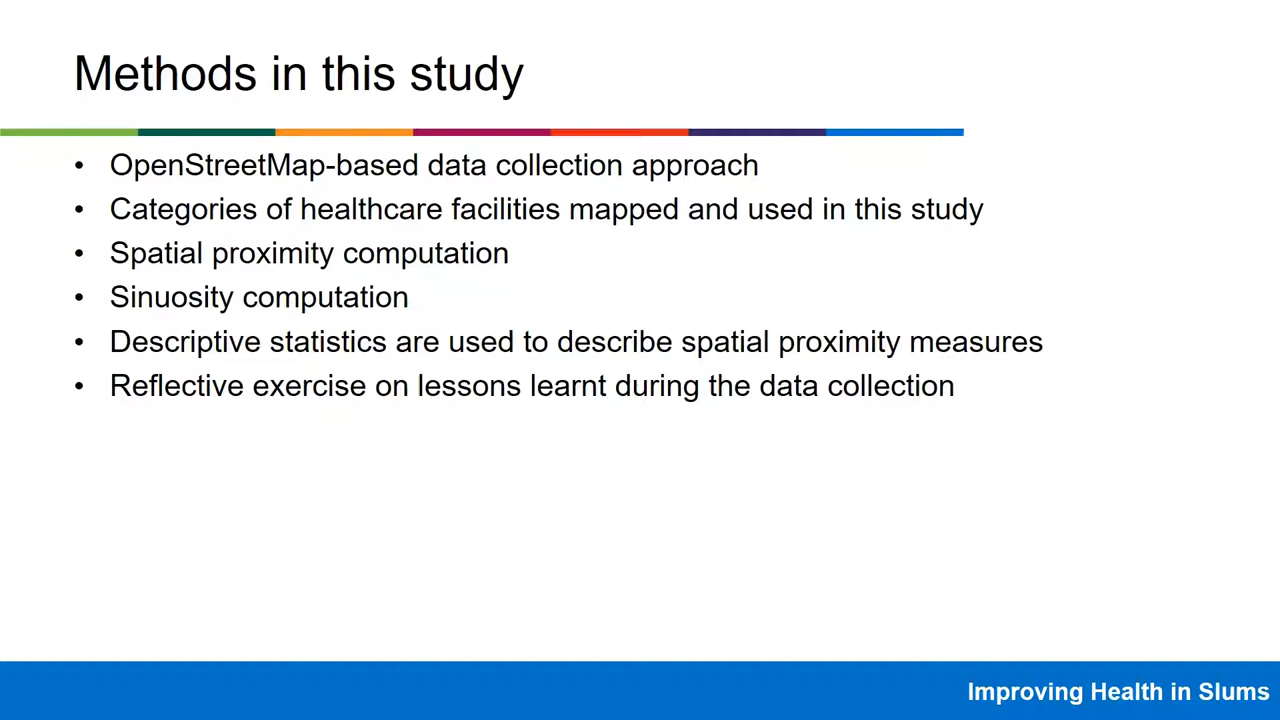 Methods in this study
• OpenStreetMap-based data collection approach
• Categories of healthcare facilities mapped and used in this study
• Spatial proximity computation
• Sinuosity computation
• Descriptive statistics are used to describe spatial proximity measures
• Reflective exercise on lessons learnt during the data collection
Improving Health in Slums